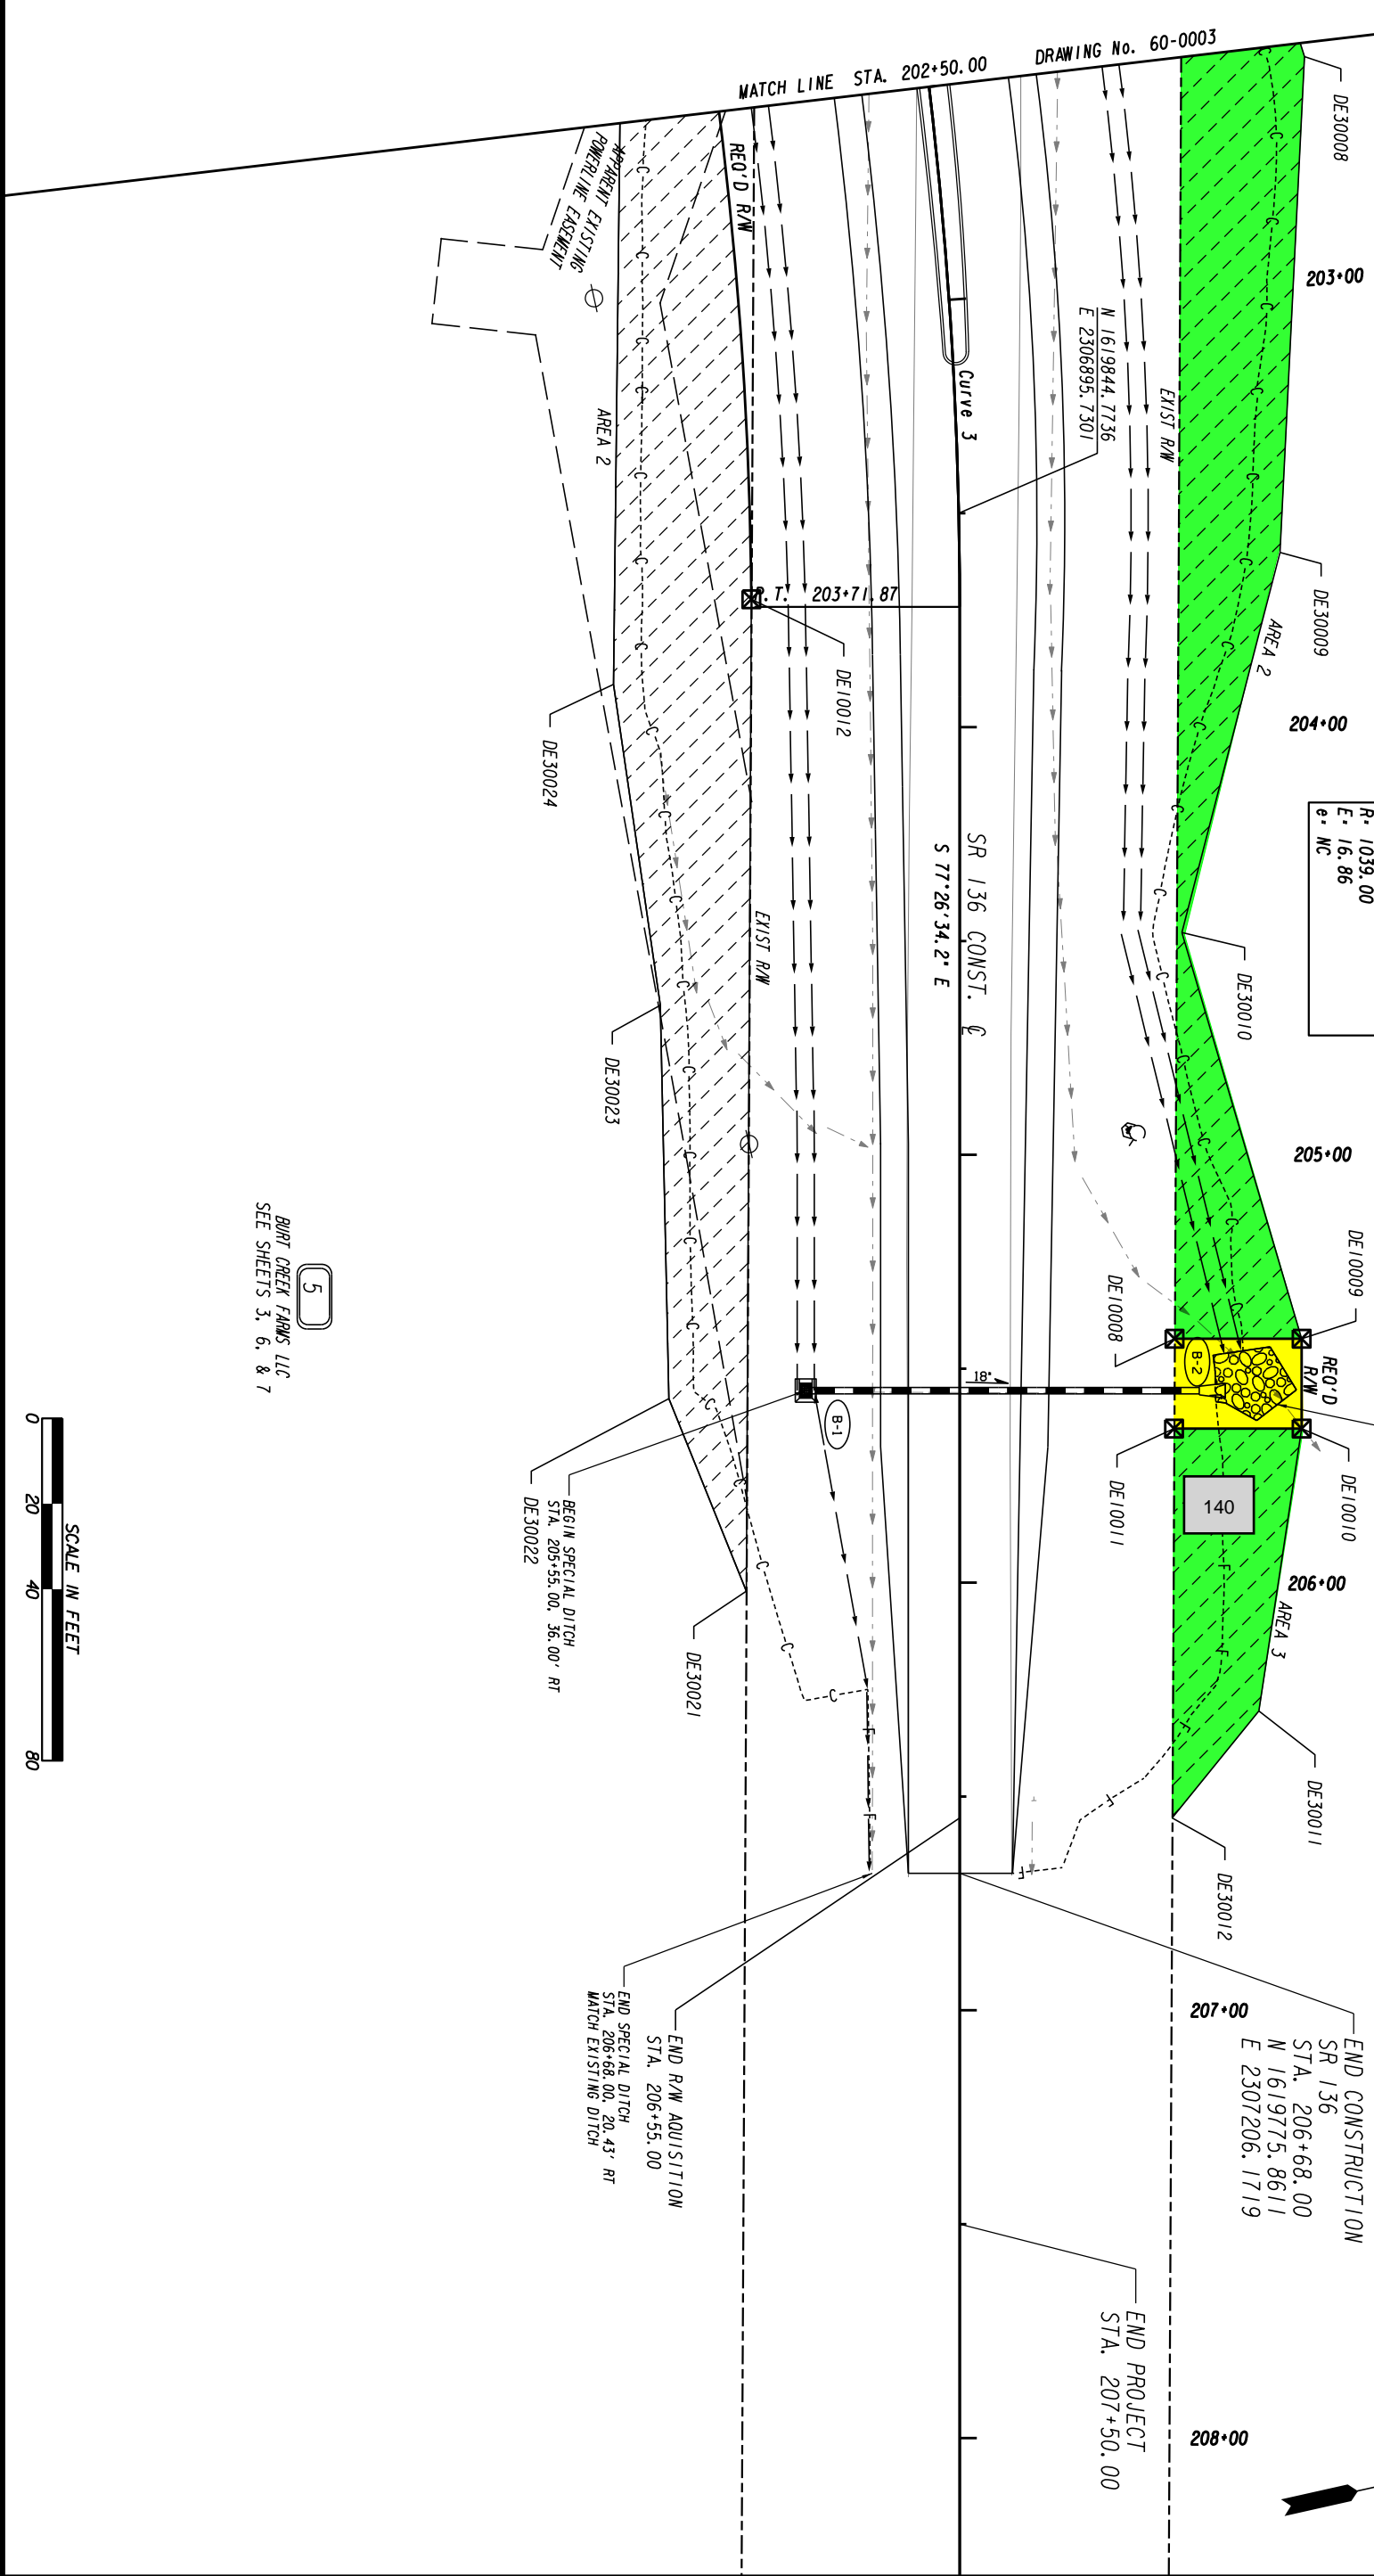 MATCH LINE   STA. 202+50.00   DRAWING No. 60-0003
DE30008
203+00
REQ'D R/W
APPARENT EXISTING
POWERLINE EASEMENT
N 1619844.7736
E 2306895.7301
Curve 3
EXIST R/W
AREA 2
DE30009
AREA 2
204+00
P.T.   203+71.87
DE10012
DE30024
R= 1039.00
E= 16.86
e= NC
SR 136 CONST. ℄
S 77°26'34.2" E
EXIST R/W
DE30010
DE30023
205+00
DE10009
DE10008
REQ'D
R/W
B-2
18"
B-1
5
BURT CREEK FARMS LLC
SEE SHEETS 3, 6, & 7
DE10010
DE10011
140
206+00
AREA 3
BEGIN SPECIAL DITCH
STA. 205+55.00, 36.00' RT
DE30022
DE30021
DE30011
DE30012
SCALE IN FEET
0 20 40 80
207+00
END CONSTRUCTION
SR 136
STA. 206+68.00
N 1619775.8611
E 2307206.1719
END R/W AQUISITION
STA. 206+55.00
END SPECIAL DITCH
STA. 206+68.00, 20.43' RT
MATCH EXISTING DITCH
END PROJECT
STA. 207+50.00
208+00
C C C C C C C C C
C C C C C C C C C C C C C C C C C C
F F F F F F